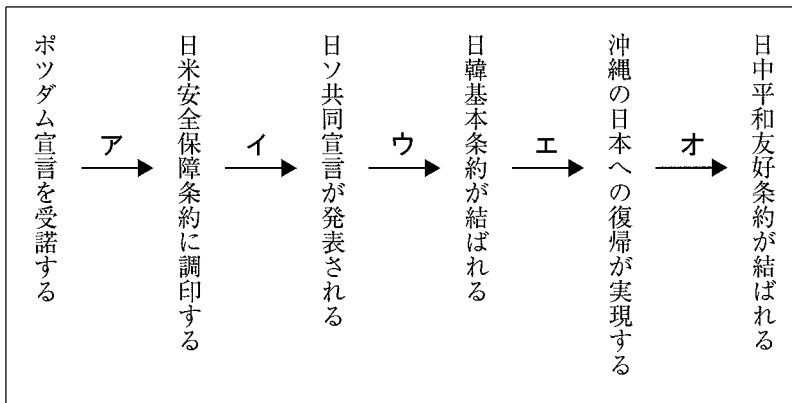 ポツダム宣言を受諾する
ア
日米安全保障条約に調印する
イ
日ソ共同宣言が発表される
ウ
日韓基本条約が結ばれる
エ
沖縄の日本への復帰が実現する
オ
日中平和友好条約が結ばれる